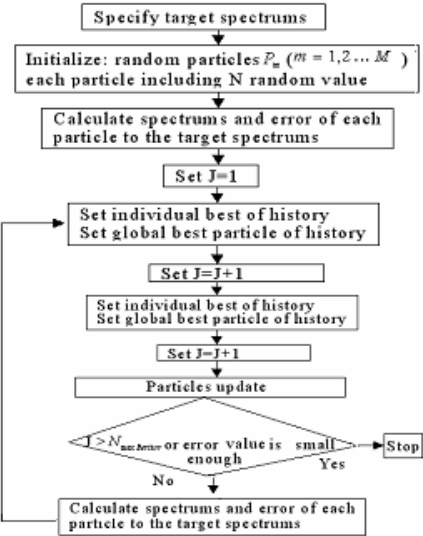 Specify target spectrums
Initialize: random particles Pm (m = 1,2 ... M )
each particle including N random value
Calculate spectrums and error of each
particle to the target spectrums
Set J=1
Set individual best of history
Set global best particle of history
Set J=J+1
Set individual best of history
Set global best particle of history
Set J=J+1
Particles update
J > N or error value is small
enough
Stop
Yes
No
Calculate spectrums and error of each
particle to the target spectrums